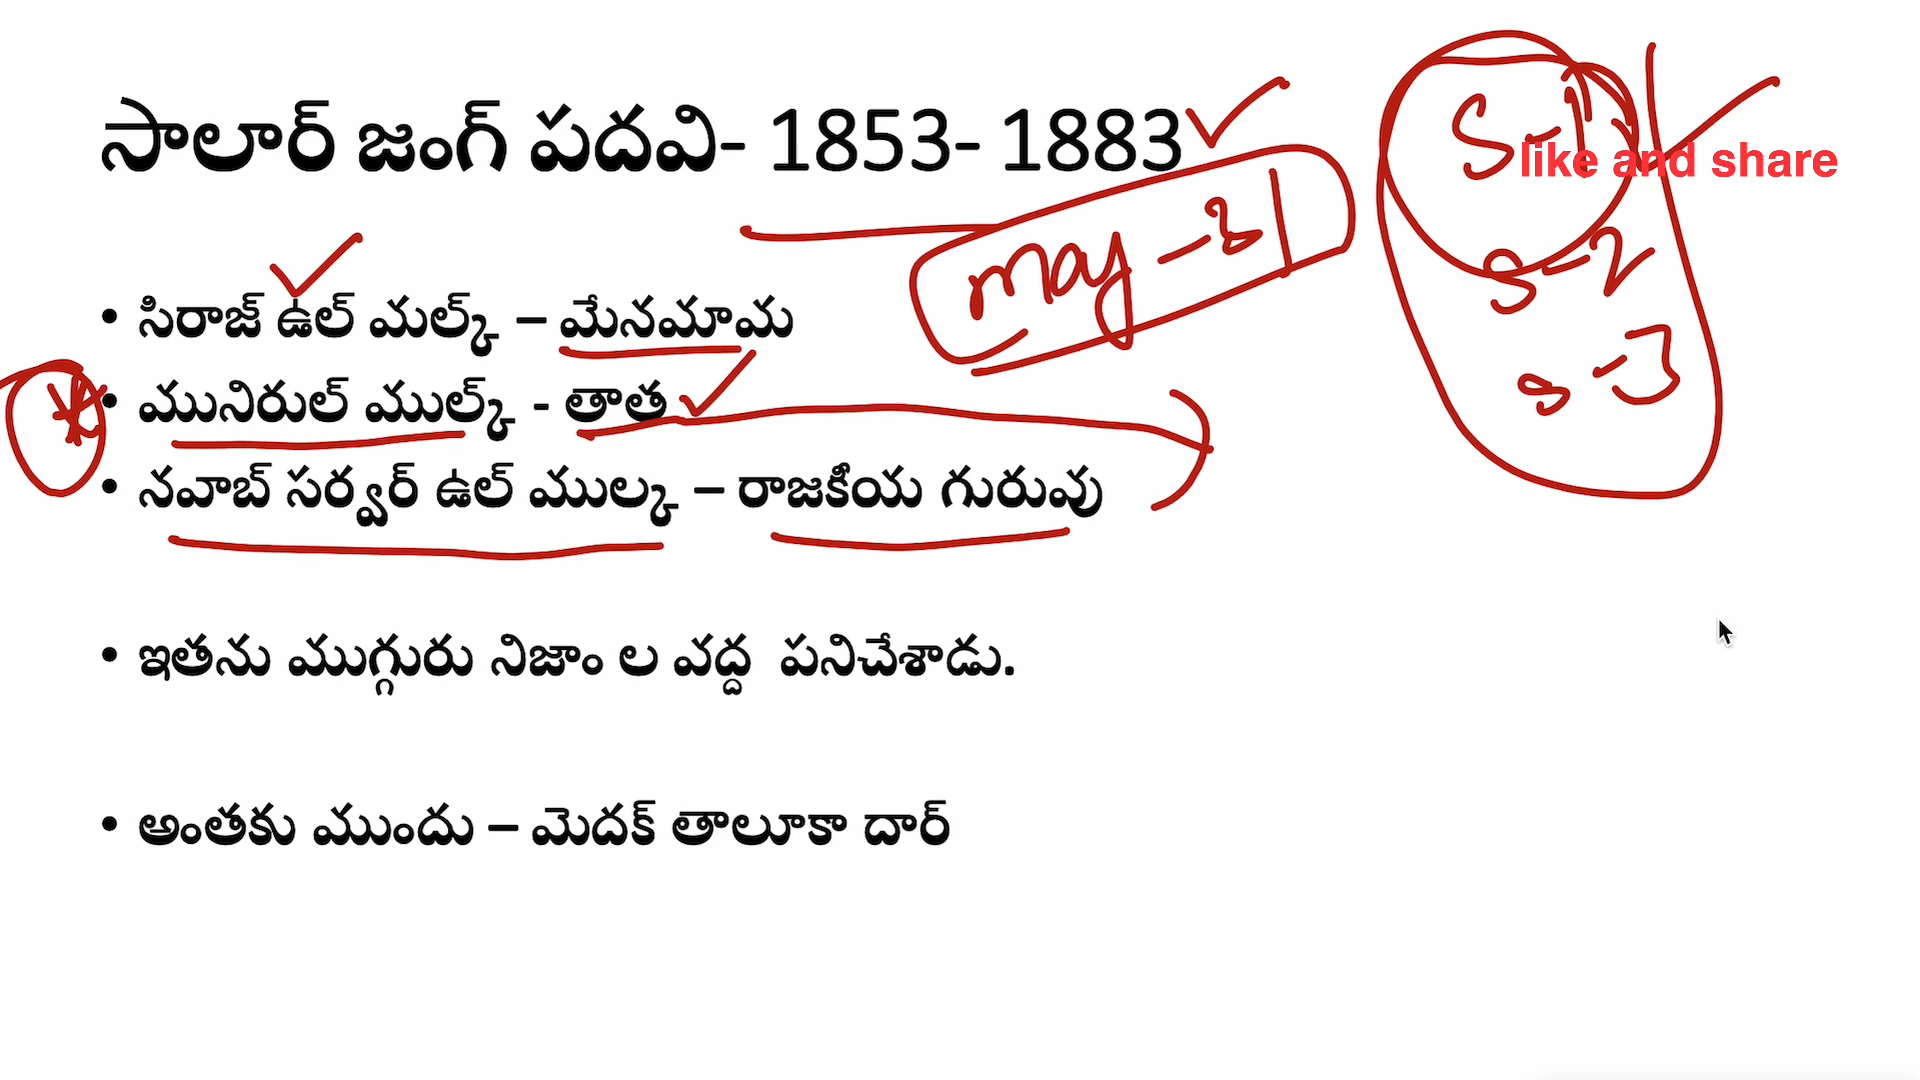 సాలార్ జంగ్ పదవి- 1853- 1883
S-1
like and share
may -31
S-2
• సిరాజ్ ఉల్ మల్క్ – మేనమామ
S-3
• మునిరుల్ ముల్క్ - తాత
• నవాబ్ సర్వర్ ఉల్ ముల్క – రాజకీయ గురువు
• ఇతను ముగ్గురు నిజాం ల వద్ద పనిచేశాడు.
• అంతకు ముందు – మెదక్ తాలూకా దార్